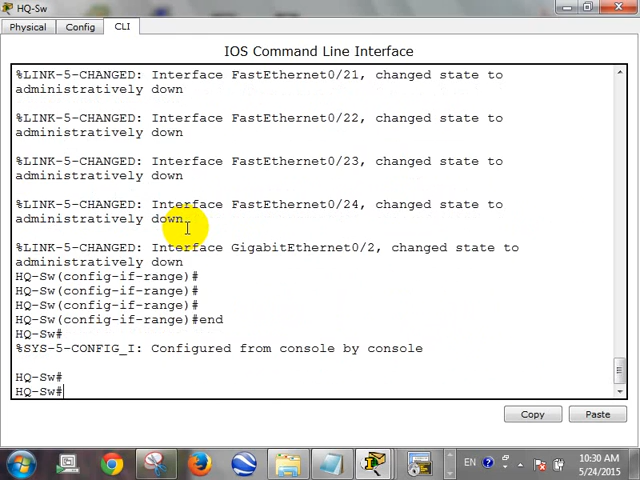 HQ-Sw
Physical Config CLI
IOS Command Line Interface
%LINK-5-CHANGED: Interface FastEthernet0/21, changed state to
administratively down
%LINK-5-CHANGED: Interface FastEthernet0/22, changed state to
administratively down
%LINK-5-CHANGED: Interface FastEthernet0/23, changed state to
administratively down
%LINK-5-CHANGED: Interface FastEthernet0/24, changed state to
administratively down
%LINK-5-CHANGED: Interface GigabitEthernet0/2, changed state to
administratively down
HQ-Sw(config-if-range)#
HQ-Sw(config-if-range)#
HQ-Sw(config-if-range)#
HQ-Sw(config-if-range)#end
HQ-Sw#
%SYS-5-CONFIG_I: Configured from console by console
HQ-Sw#
HQ-Sw#
Copy Paste
EN
10:30 AM
5/24/2015